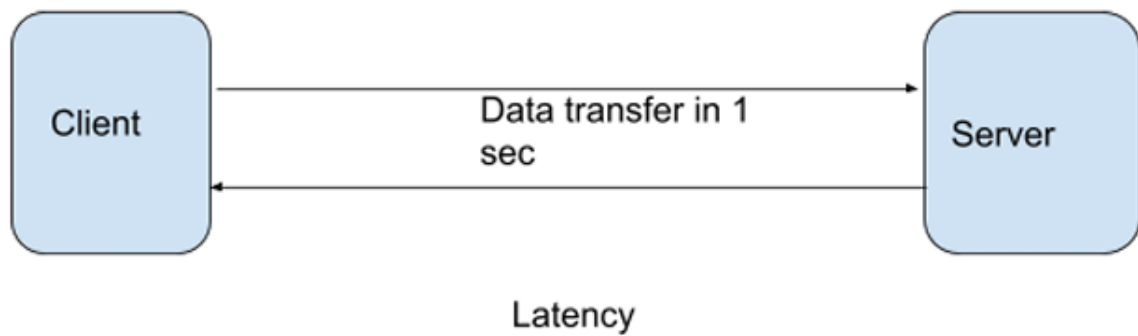 Client
Data transfer in 1
sec
Server
Latency